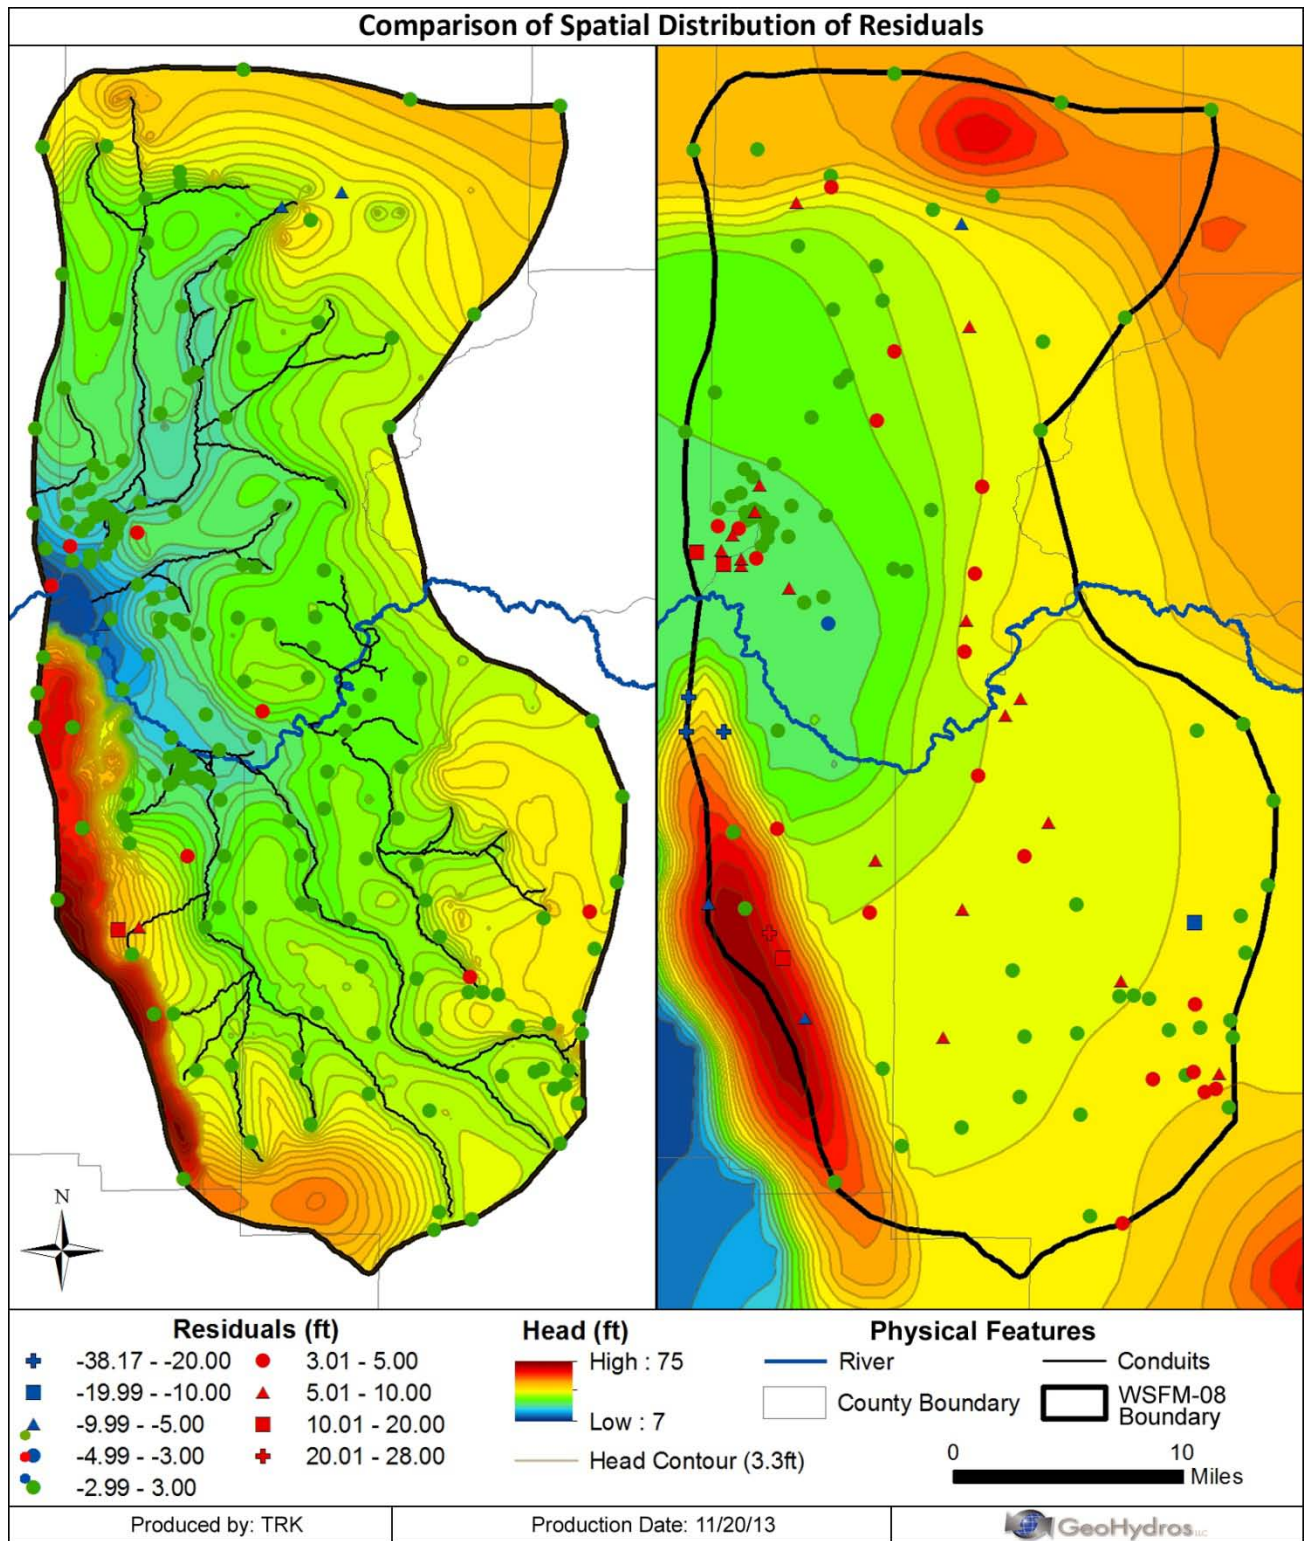 Comparison of Spatial Distribution of Residuals
N
Residuals (ft)
-38.17 - -20.00
-19.99 - -10.00
-9.99 - -5.00
-4.99 - -3.00
-2.99 - 3.00
3.01 - 5.00
5.01 - 10.00
10.01 - 20.00
20.01 - 28.00
Head (ft)
High : 75
Low : 7
Head Contour (3.3ft)
Physical Features
River
County Boundary
Conduits
WSFM-08
Boundary
0 10
Miles
Produced by: TRK
Production Date: 11/20/13
GeoHydros LLC